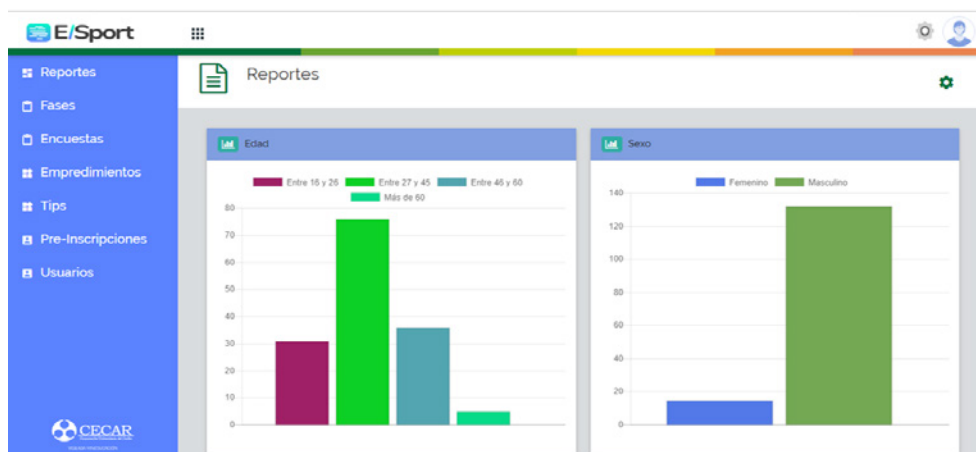 E/Sport
Reportes
Fases
Encuestas
Empredimientos
Tips
Pre-Inscripciones
Usuarios
CECAR
Reportes
Edad
Entre 16 y 26 Entre 27 y 45 Entre 46 y 60
Más de 60
80
70
60
50
40
30
20
10
0
Sexo
Femenino Masculino
140
120
100
80
60
40
20
0